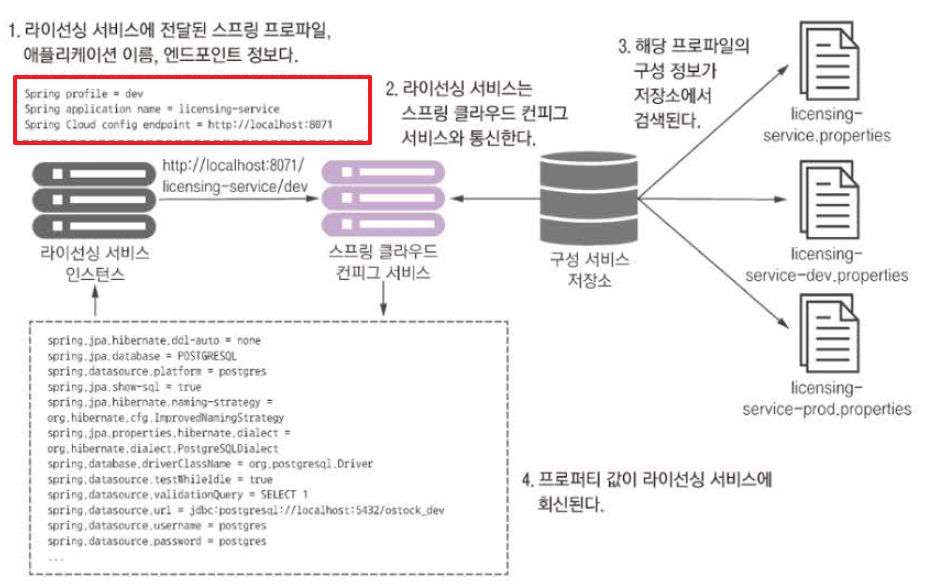 1. 라이선싱 서비스에 전달된 스프링 프로파일,
애플리케이션 이름, 엔드포인트 정보다.
Spring profile = dev
Spring application name = licensing-service
Spring Cloud config endpoint = http://localhost:8071
2. 라이선싱 서비스는
스프링 클라우드 컨피그
서비스와 통신한다.
3. 해당 프로파일의
구성 정보가
저장소에서
검색된다.
http://localhost:8071/
licensing-service/dev
라이선싱 서비스
인스턴스
스프링 클라우드
컨피그 서비스
구성 서비스
저장소
licensing-
service.properties
licensing-
service-dev.properties
licensing-
service-prod.properties
spring.jpa.hibernate.ddl-auto = none
spring.jpa.database = POSTGRESQL
spring.datasource.platform = postgres
spring.jpa.show-sql = true
spring.jpa.hibernate.naming-strategy =
org.hibernate.cfg.ImprovedNamingStrategy
spring.jpa.properties.hibernate.dialect =
org.hibernate.dialect.PostgreSQLDialect
spring.database.driverClassName = org.postgresql.Driver
spring.datasource.testWhileIdle = true
spring.datasource.validationQuery = SELECT 1
spring.datasource.url = jdbc:postgresql://localhost:5432/ostock_dev
spring.datasource.username = postgres
spring.datasource.password = postgres
...
4. 프로퍼티 값이 라이선싱 서비스에
회신된다.